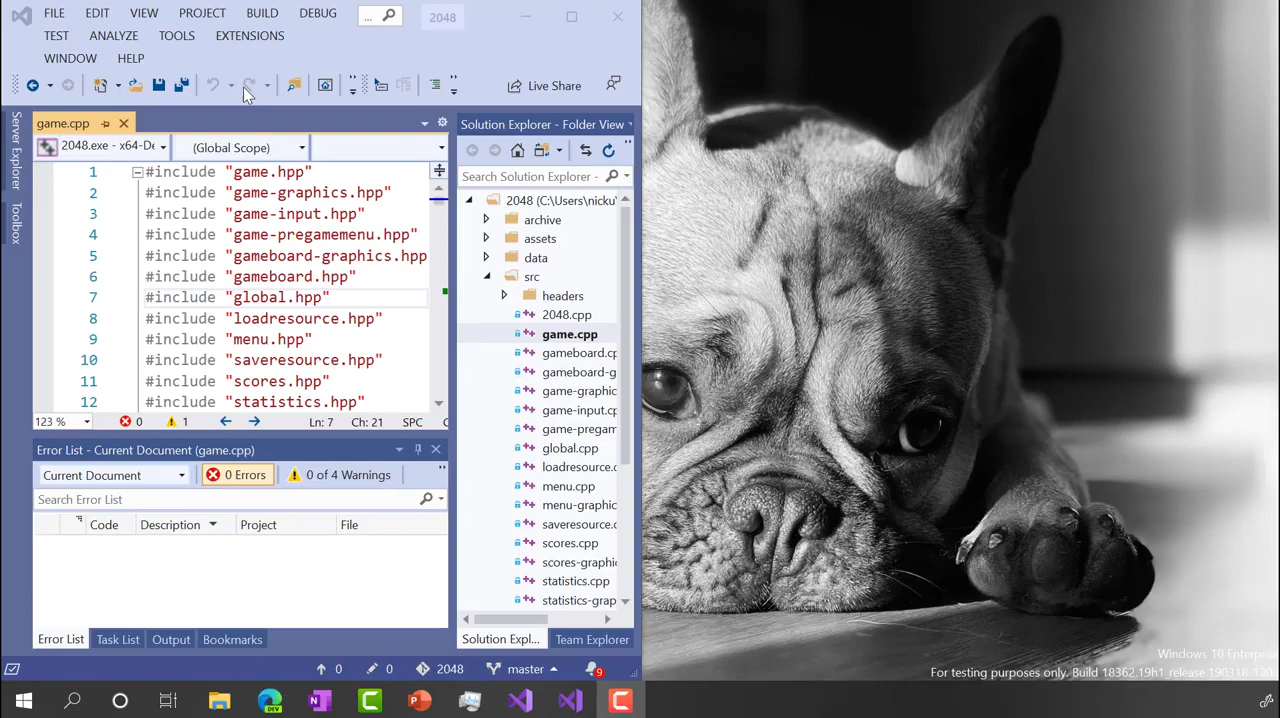 FILE EDIT VIEW PROJECT BUILD DEBUG ... 2048
TEST ANALYZE TOOLS EXTENSIONS
WINDOW HELP
Live Share
Server Explorer
Toolbox
game.cpp
2048.exe - x64-De (Global Scope)
1 #include "game.hpp"
2 #include "game-graphics.hpp"
3 #include "game-input.hpp"
4 #include "game-pregamemenu.hpp"
5 #include "gameboard-graphics.hpp
6 #include "gameboard.hpp"
7 #include "global.hpp"
8 #include "loadresource.hpp"
9 #include "menu.hpp"
10 #include "saveresource.hpp"
11 #include "scores.hpp"
12 #include "statistics.hpp"
123 % 0 1 Ln: 7 Ch: 21 SPC
Error List - Current Document (game.cpp)
Current Document 0 Errors 0 of 4 Warnings
Search Error List
Code Description Project File
Error List Task List Output Bookmarks
Solution Explorer - Folder View
Search Solution Explorer -
2048 (C:\Users\nicku\
archive
assets
data
src
headers
2048.cpp
game.cpp
gameboard.cp
gameboard-g
game-graphic
game-input.cp
game-pregam
global.cpp
loadresource.c
menu.cpp
menu-graphic
saveresource.c
scores.cpp
scores-graphic
statistics.cpp
statistics-grap
Solution Expl... Team Explorer
0 0 2048 master 9
DEV
Windows 10 Enterpris
For testing purposes only. Build 18362.19h1_release.190318-120